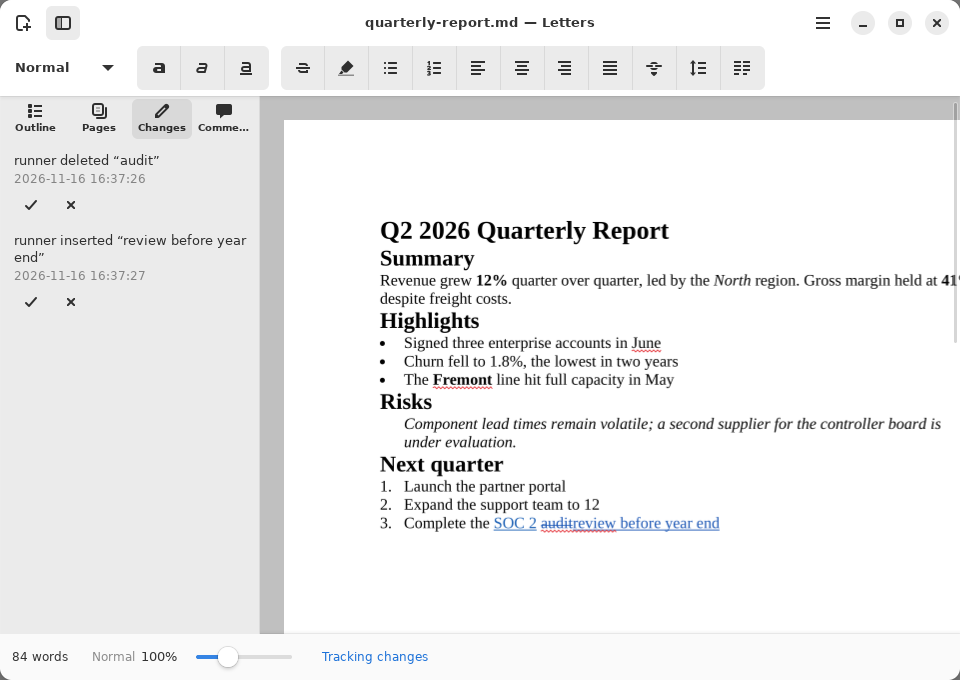 quarterly-report.md — Letters
Normal
a a a
Outline Pages Changes Comme...
runner deleted “audit”
2026-11-16 16:37:26
runner inserted “review before year
end”
2026-11-16 16:37:27
Q2 2026 Quarterly Report
Summary
Revenue grew 12% quarter over quarter, led by the North region. Gross margin held at 41%
despite freight costs.
Highlights
• Signed three enterprise accounts in June
• Churn fell to 1.8%, the lowest in two years
• The Fremont line hit full capacity in May
Risks
Component lead times remain volatile; a second supplier for the controller board is
under evaluation.
Next quarter
1. Launch the partner portal
2. Expand the support team to 12
3. Complete the SOC 2 auditreview before year end
84 words Normal 100% Tracking changes